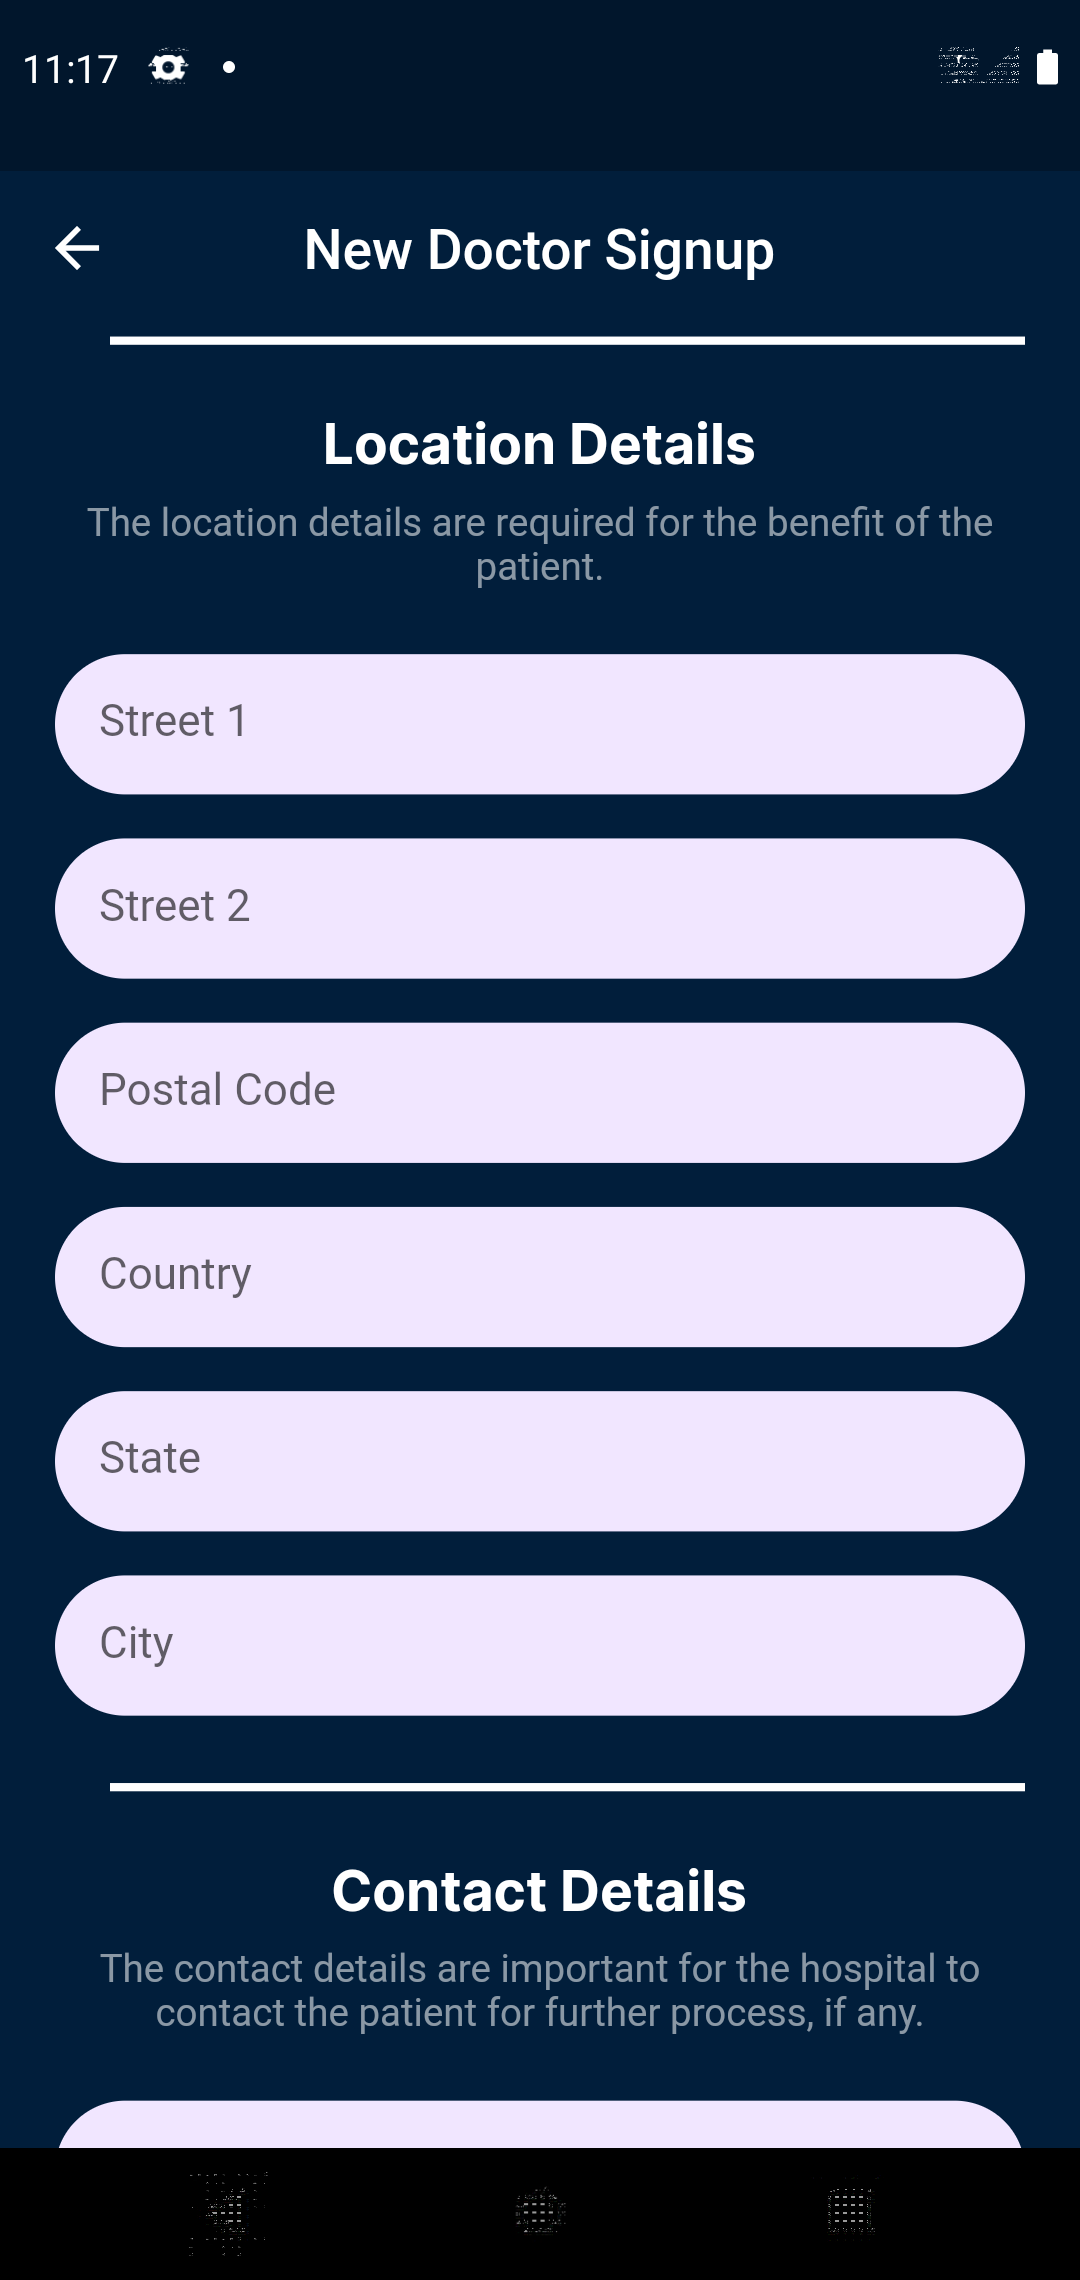 11:17
New Doctor Signup
Location Details
The location details are required for the benefit of the
patient.
Street 1
Street 2
Postal Code
Country
State
City
Contact Details
The contact details are important for the hospital to
contact the patient for further process, if any.